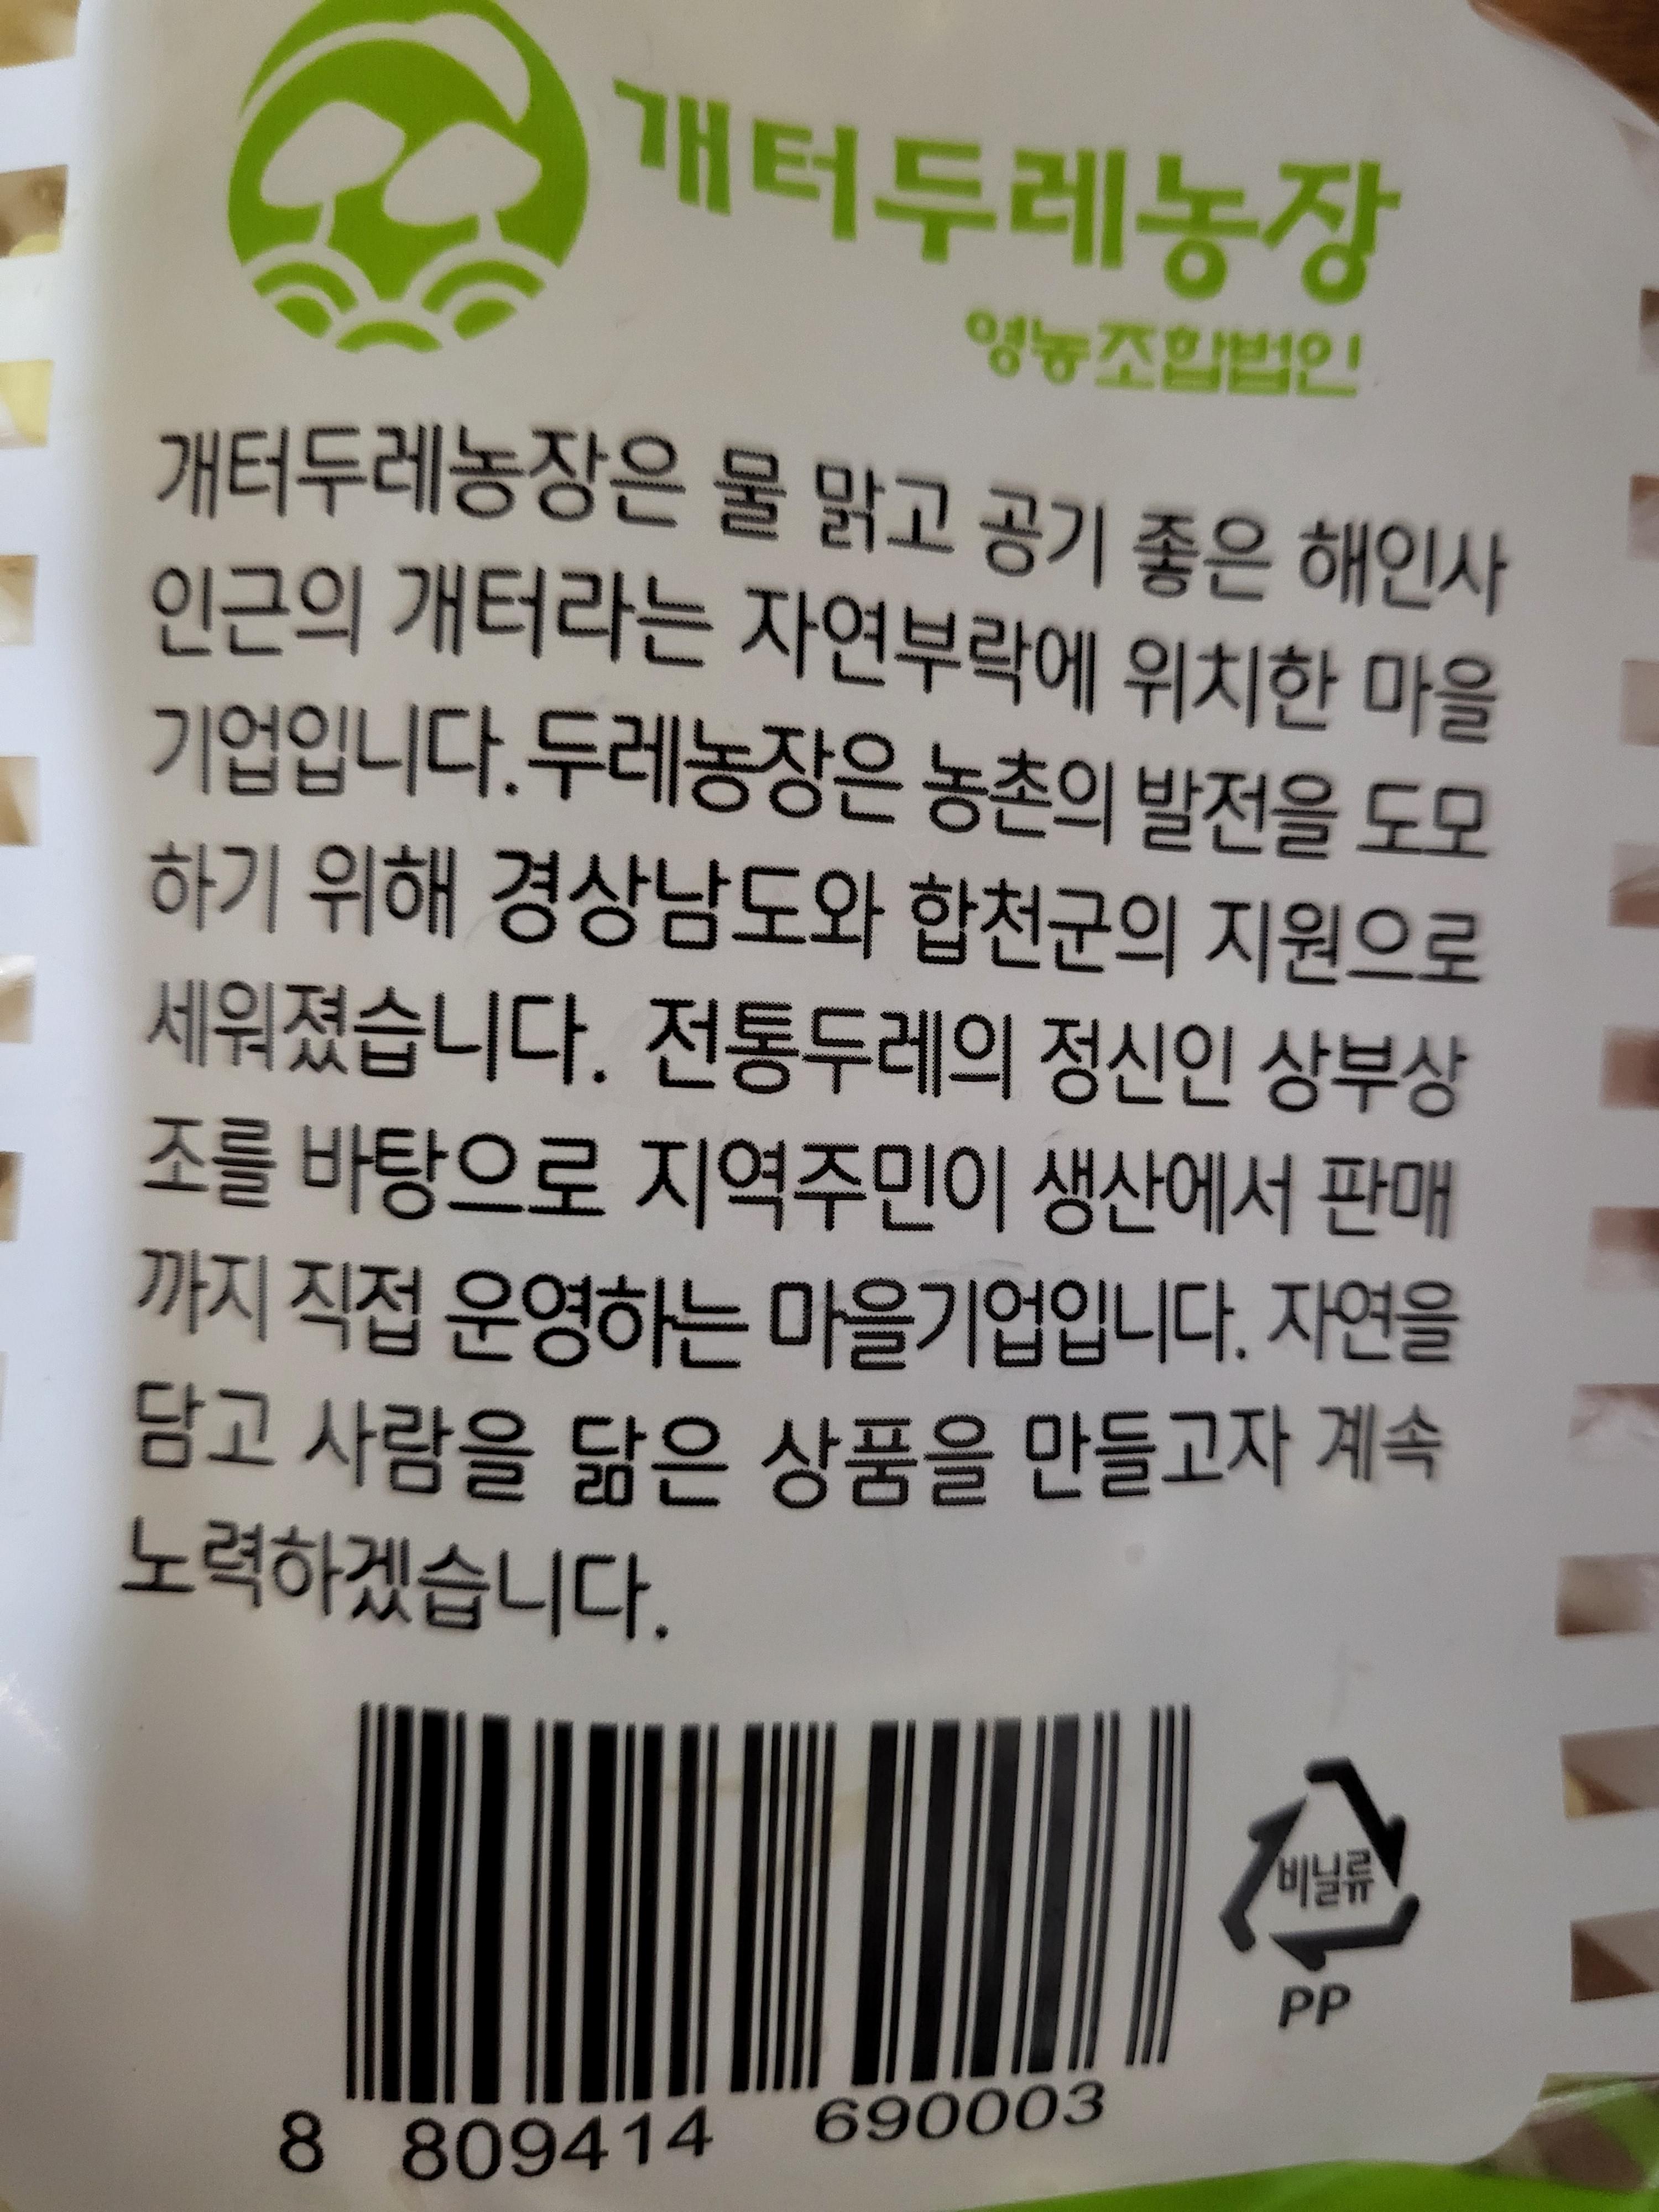 개터두레농장
영농조합법인
개터두레농장은 물 맑고 공기 좋은 해인사
인근의 개터라는 자연부락에 위치한 마을
기업입니다. 두레농장은 농촌의 발전을 도모
하기 위해 경상남도와 합천군의 지원으로
세워졌습니다. 전통두레의 정신인 상부상
조를 바탕으로 지역주민이 생산에서 판매
까지 직접 운영하는 마을기업입니다. 자연을
담고 사람을 닮은 상품을 만들고자 계속
노력하겠습니다.
비닐류
PP
8 809414 690003